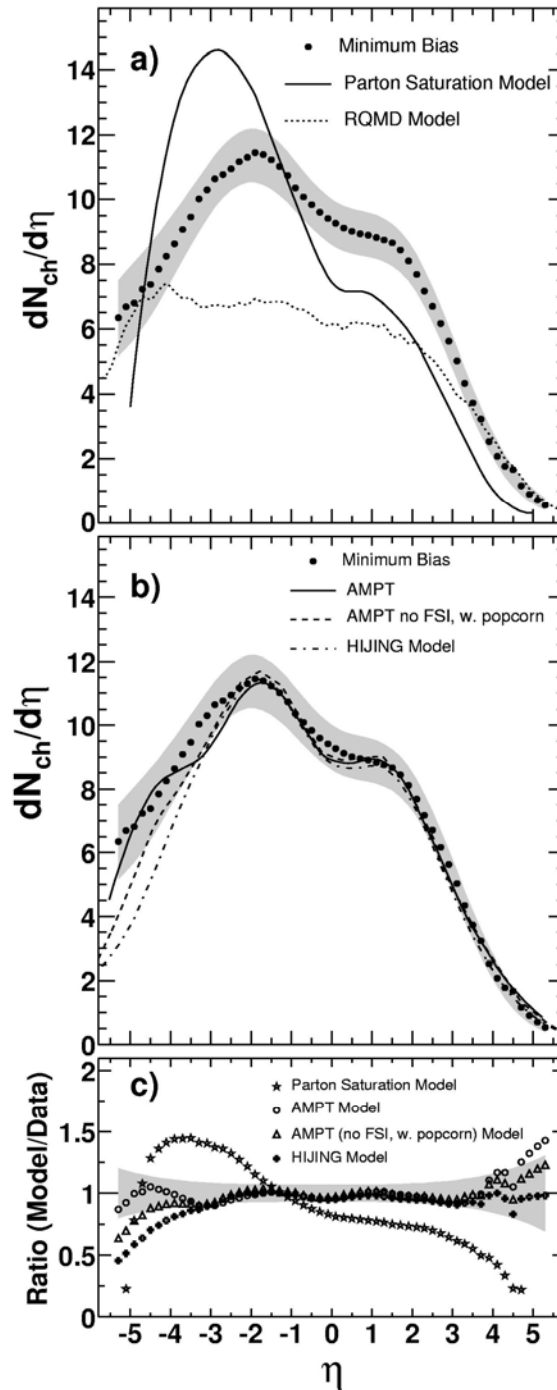 a)
Minimum Bias
Parton Saturation Model
RQMD Model
dN_ch/dη
14
12
10
8
6
4
2
0
b)
Minimum Bias
AMPT
AMPT no FSI, w. popcorn
HIJING Model
dN_ch/dη
14
12
10
8
6
4
2
0
c)
Parton Saturation Model
AMPT Model
AMPT (no FSI, w. popcorn) Model
HIJING Model
Ratio (Model/Data)
2
1.5
1
0.5
0
-5 -4 -3 -2 -1 0 1 2 3 4 5
η